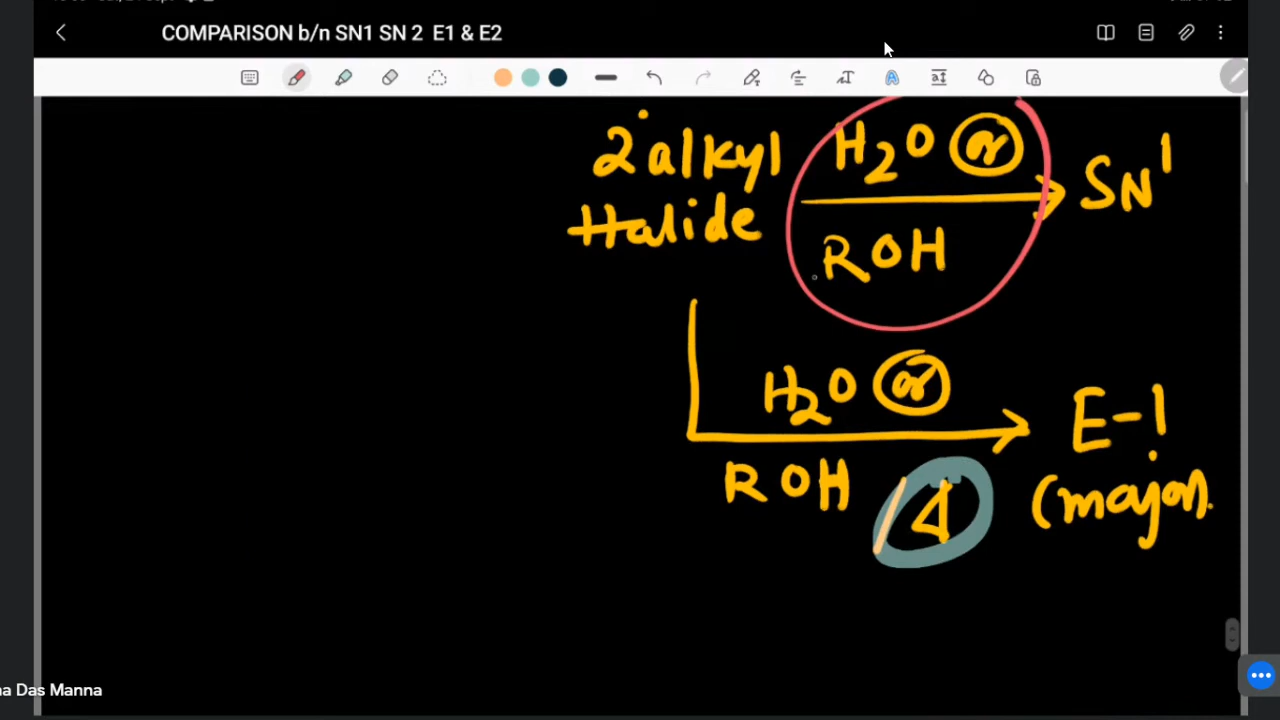 COMPARISON b/n SN1 SN 2 E1 & E2
2° alkyl Halide
H2O or
ROH
SN1
H2O or
ROH / Δ
E-1
(major).
a Das Manna